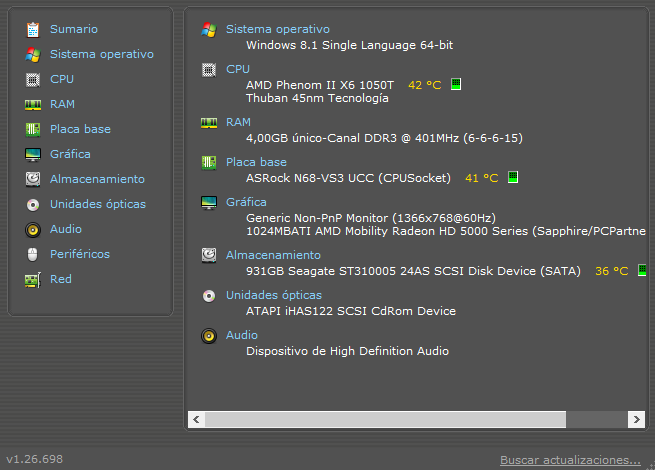 Sumario
Sistema operativo
CPU
RAM
Placa base
Gráfica
Almacenamiento
Unidades ópticas
Audio
Periféricos
Red
Sistema operativo
Windows 8.1 Single Language 64-bit
CPU
AMD Phenom II X6 1050T 42 °C
Thuban 45nm Tecnología
RAM
4,00GB único-Canal DDR3 @ 401MHz (6-6-6-15)
Placa base
ASRock N68-VS3 UCC (CPUSocket) 41 °C
Gráfica
Generic Non-PnP Monitor (1366x768@60Hz)
1024MBATI AMD Mobility Radeon HD 5000 Series (Sapphire/PCPartne
Almacenamiento
931GB Seagate ST310005 24AS SCSI Disk Device (SATA) 36 °C
Unidades ópticas
ATAPI iHAS122 SCSI CdRom Device
Audio
Dispositivo de High Definition Audio
v1.26.698
Buscar actualizaciones...